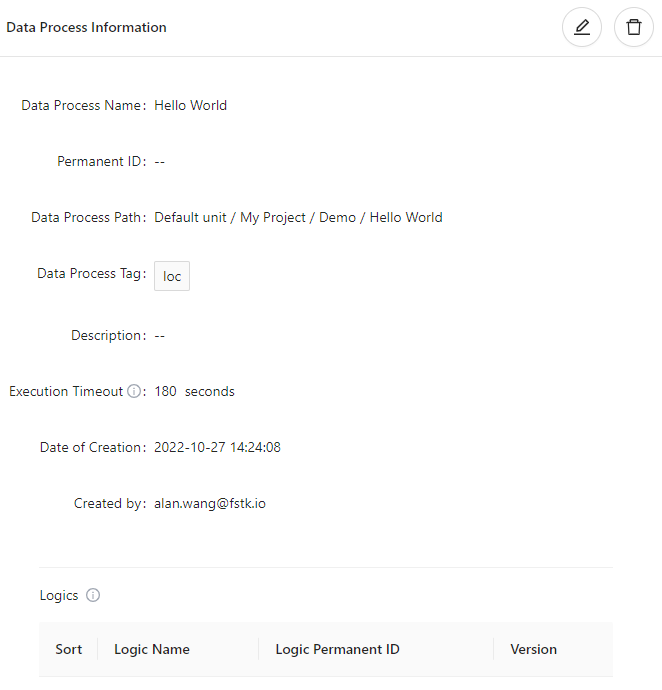 Data Process Information
Data Process Name: Hello World
Permanent ID: --
Data Process Path: Default unit / My Project / Demo / Hello World
Data Process Tag: loc
Description: --
Execution Timeout ⓘ: 180 seconds
Date of Creation: 2022-10-27 14:24:08
Created by: alan.wang@fstk.io
Logics ⓘ
Sort Logic Name Logic Permanent ID Version